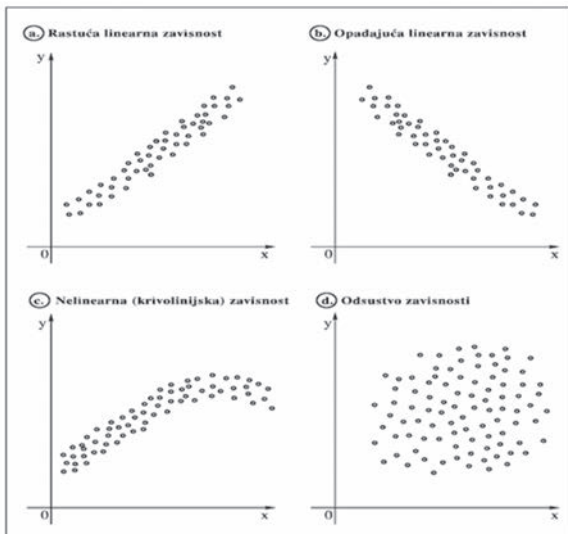 a. Rastuća linearna zavisnost
y
0
x
b. Opadajuća linearna zavisnost
y
0
x
c. Nelinearna (krivolinijska) zavisnost
y
0
x
d. Odsustvo zavisnosti
y
0
x